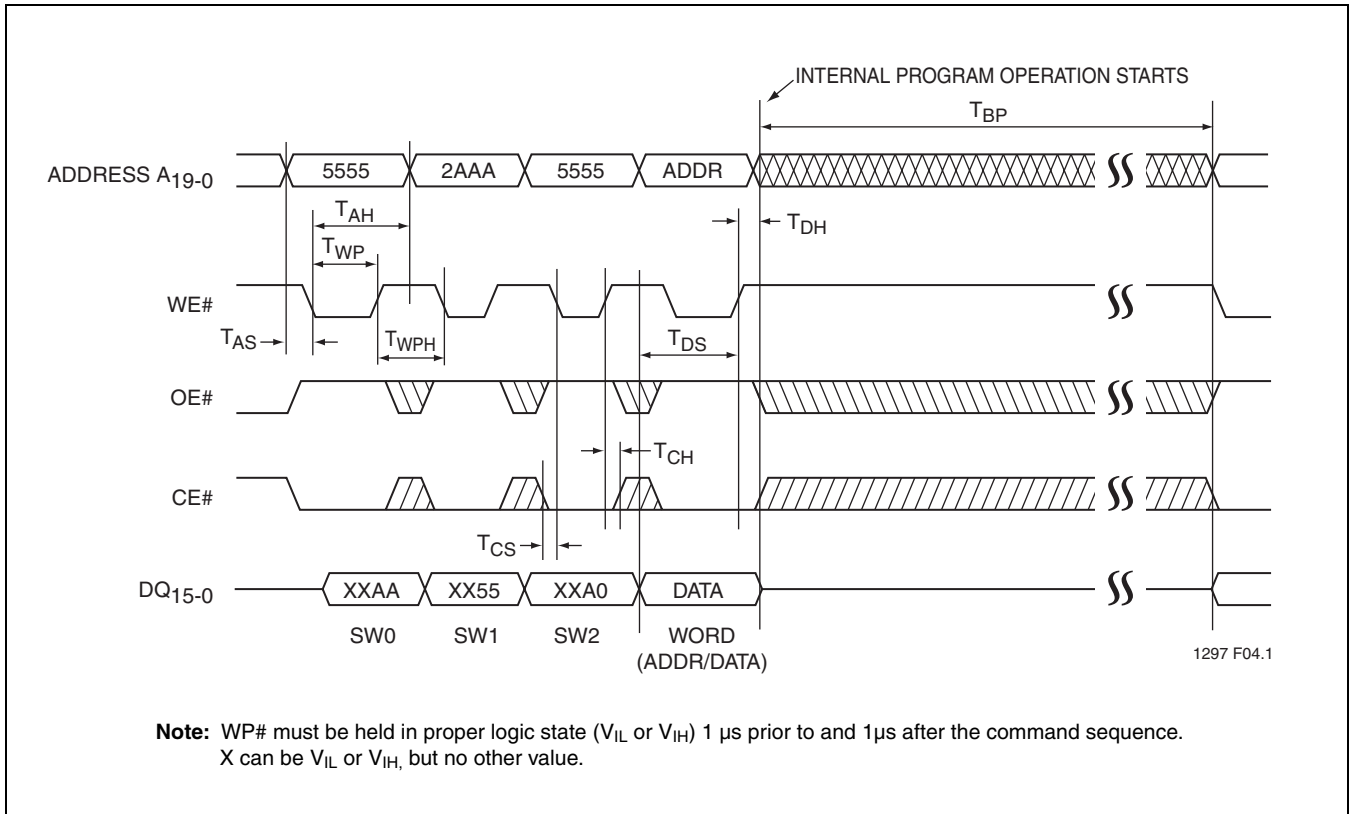 INTERNAL PROGRAM OPERATION STARTS
TBP
ADDRESS A19-0
5555 2AAA 5555 ADDR
TAH
TDH
TWP
WE#
TAS
TWPH
TDS
OE#
TCH
CE#
TCS
DQ15-0
XXAA XX55 XXA0 DATA
SW0 SW1 SW2 WORD
(ADDR/DATA)
1297 F04.1
Note: WP# must be held in proper logic state (VIL or VIH) 1 µs prior to and 1µs after the command sequence.
X can be VIL or VIH, but no other value.